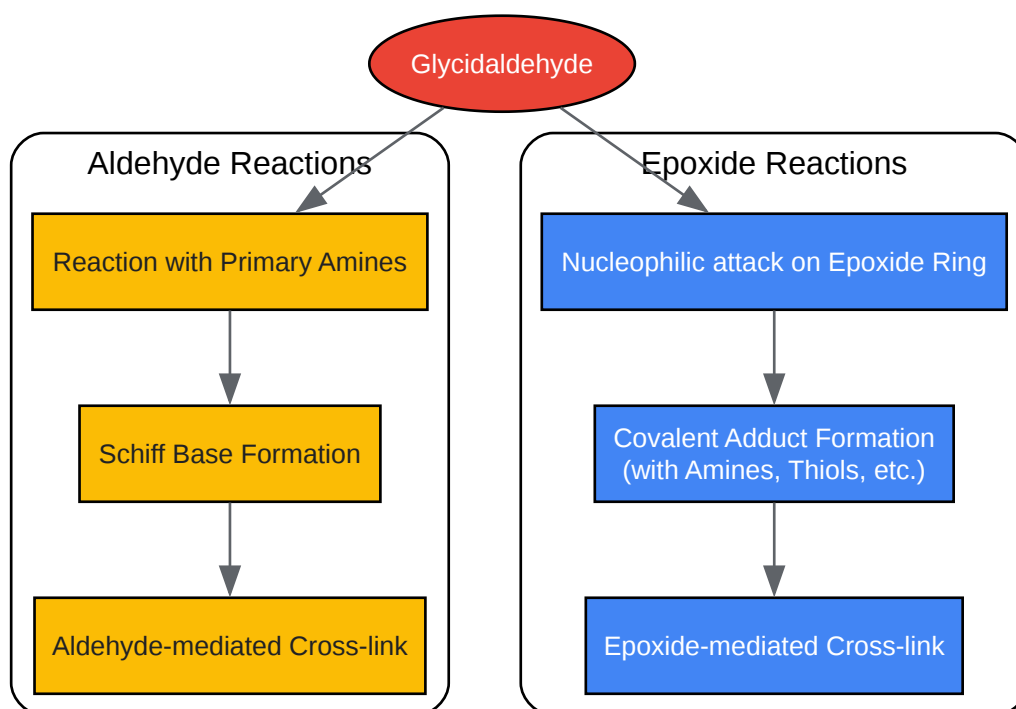 Glycidaldehyde
Aldehyde Reactions
Reaction with Primary Amines
Schiff Base Formation
Aldehyde-mediated Cross-link
Epoxide Reactions
Nucleophilic attack on Epoxide Ring
Covalent Adduct Formation
(with Amines, Thiols, etc.)
Epoxide-mediated Cross-link